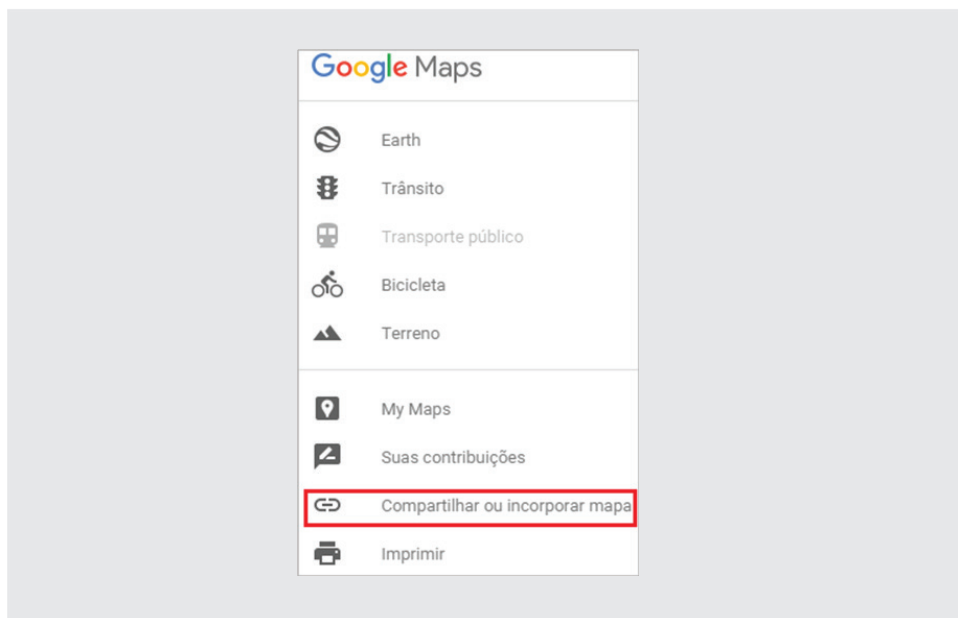 Google Maps
Earth
Trânsito
Transporte público
Bicicleta
Terreno
My Maps
Suas contribuições
Compartilhar ou incorporar mapa
Imprimir